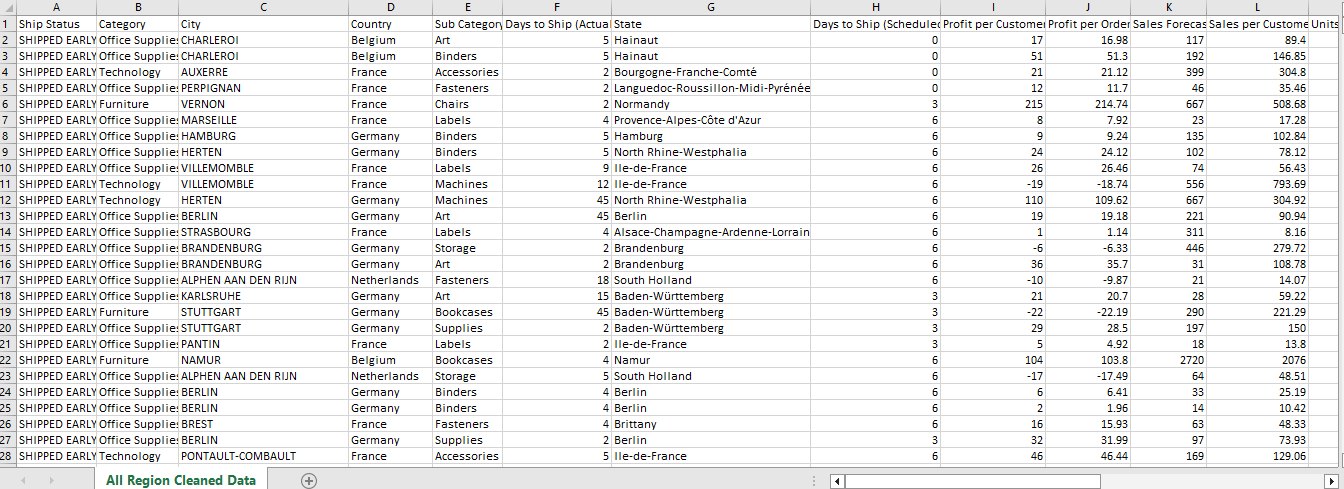 A B C D E F G H I J K L
1 Ship Status Category City Country Sub Category Days to Ship (Actual State Days to Ship (Scheduled Profit per Customer Profit per Order Sales Forecas Sales per Custome Units
2 SHIPPED EARLY Office Supplies CHARLEROI Belgium Art 5 Hainaut 0 17 16.98 117 89.4
3 SHIPPED EARLY Office Supplies CHARLEROI Belgium Binders 5 Hainaut 0 51 51.3 192 146.85
4 SHIPPED EARLY Technology AUXERRE France Accessories 2 Bourgogne-Franche-Comté 0 21 21.12 399 304.8
5 SHIPPED EARLY Office Supplies PERPIGNAN France Fasteners 2 Languedoc-Roussillon-Midi-Pyrénée 0 12 11.7 46 35.46
6 SHIPPED EARLY Furniture VERNON France Chairs 2 Normandy 3 215 214.74 667 508.68
7 SHIPPED EARLY Office Supplies MARSEILLE France Labels 4 Provence-Alpes-Côte d'Azur 6 8 7.92 23 17.28
8 SHIPPED EARLY Office Supplies HAMBURG Germany Binders 5 Hamburg 6 9 9.24 135 102.84
9 SHIPPED EARLY Office Supplies HERTEN Germany Binders 5 North Rhine-Westphalia 6 24 24.12 102 78.12
10 SHIPPED EARLY Office Supplies VILLEMOMBLE France Labels 9 Ile-de-France 6 26 26.46 74 56.43
11 SHIPPED EARLY Technology VILLEMOMBLE France Machines 12 Ile-de-France 6 -19 -18.74 556 793.69
12 SHIPPED EARLY Technology HERTEN Germany Machines 45 North Rhine-Westphalia 6 110 109.62 667 304.92
13 SHIPPED EARLY Office Supplies BERLIN Germany Art 45 Berlin 6 19 19.18 221 90.94
14 SHIPPED EARLY Office Supplies STRASBOURG France Labels 4 Alsace-Champagne-Ardenne-Lorrain 6 1 1.14 311 8.16
15 SHIPPED EARLY Office Supplies BRANDENBURG Germany Storage 2 Brandenburg 6 -6 -6.33 446 279.72
16 SHIPPED EARLY Office Supplies BRANDENBURG Germany Art 2 Brandenburg 6 36 35.7 31 108.78
17 SHIPPED EARLY Office Supplies ALPHEN AAN DEN RIJN Netherlands Fasteners 18 South Holland 6 -10 -9.87 21 14.07
18 SHIPPED EARLY Office Supplies KARLSRUHE Germany Art 15 Baden-Württemberg 3 21 20.7 28 59.22
19 SHIPPED EARLY Furniture STUTTGART Germany Bookcases 45 Baden-Württemberg 3 -22 -22.19 290 221.29
20 SHIPPED EARLY Office Supplies STUTTGART Germany Supplies 2 Baden-Württemberg 3 29 28.5 197 150
21 SHIPPED EARLY Office Supplies PANTIN France Labels 2 Ile-de-France 3 5 4.92 18 13.8
22 SHIPPED EARLY Furniture NAMUR Belgium Bookcases 4 Namur 6 104 103.8 2720 2076
23 SHIPPED EARLY Office Supplies ALPHEN AAN DEN RIJN Netherlands Storage 5 South Holland 6 -17 -17.49 64 48.51
24 SHIPPED EARLY Office Supplies BERLIN Germany Binders 4 Berlin 6 6 6.41 33 25.19
25 SHIPPED EARLY Office Supplies BERLIN Germany Binders 4 Berlin 6 2 1.96 14 10.42
26 SHIPPED EARLY Office Supplies BREST France Fasteners 4 Brittany 6 16 15.93 63 48.33
27 SHIPPED EARLY Office Supplies BERLIN Germany Supplies 2 Berlin 3 32 31.99 97 73.93
28 SHIPPED EARLY Technology PONTAULT-COMBAULT France Accessories 5 Ile-de-France 6 46 46.44 169 129.06
All Region Cleaned Data